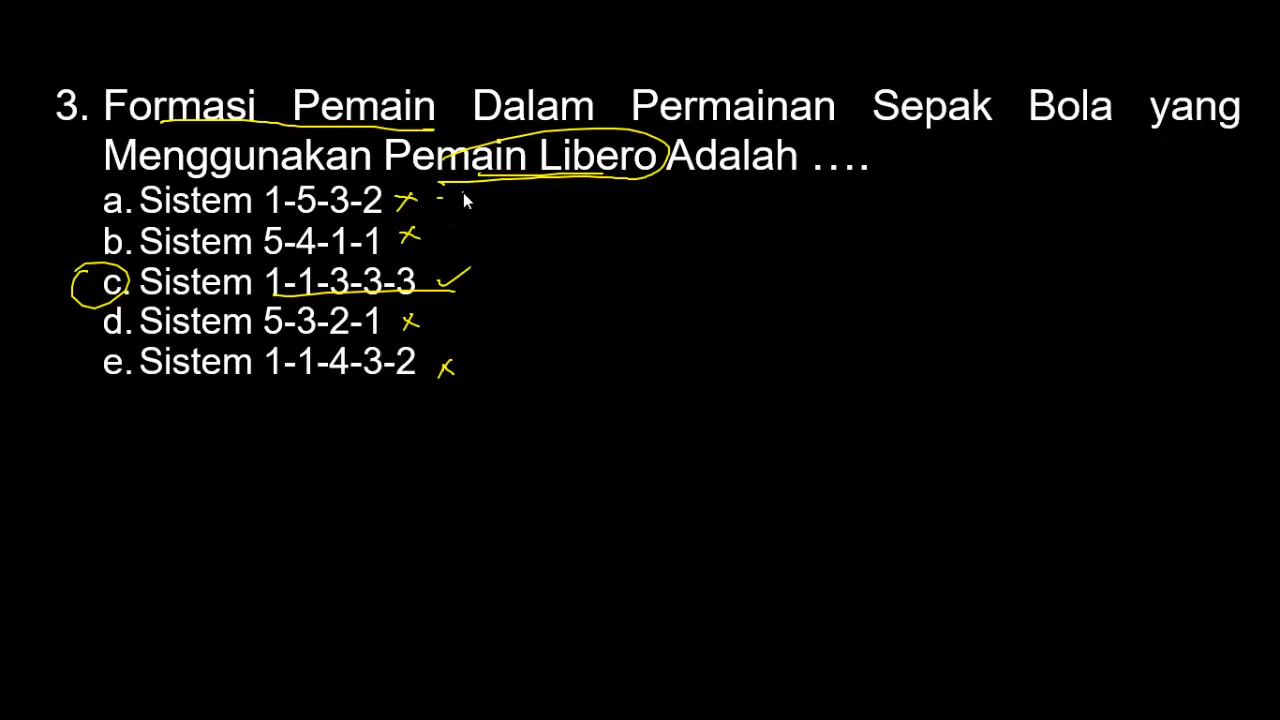 3. Formasi Pemain Dalam Permainan Sepak Bola yang
Menggunakan Pemain Libero Adalah ....
a. Sistem 1-5-3-2
b. Sistem 5-4-1-1
c. Sistem 1-1-3-3-3
d. Sistem 5-3-2-1
e. Sistem 1-1-4-3-2